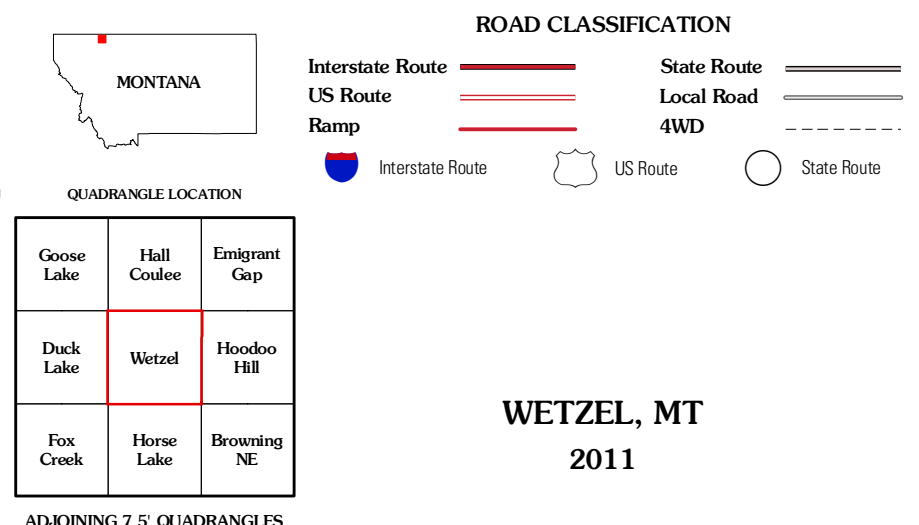 MONTANA
QUADRANGLE LOCATION
ROAD CLASSIFICATION
Interstate Route
State Route
US Route
Local Road
Ramp
4WD
Interstate Route
US Route
State Route
Goose
Lake
Hall
Coulee
Emigrant
Gap
Duck
Lake
Wetzel
Hoodoo
Hill
Fox
Creek
Horse
Lake
Browning
NE
ADJOINING 7.5' QUADRANGLES
WETZEL, MT
2011